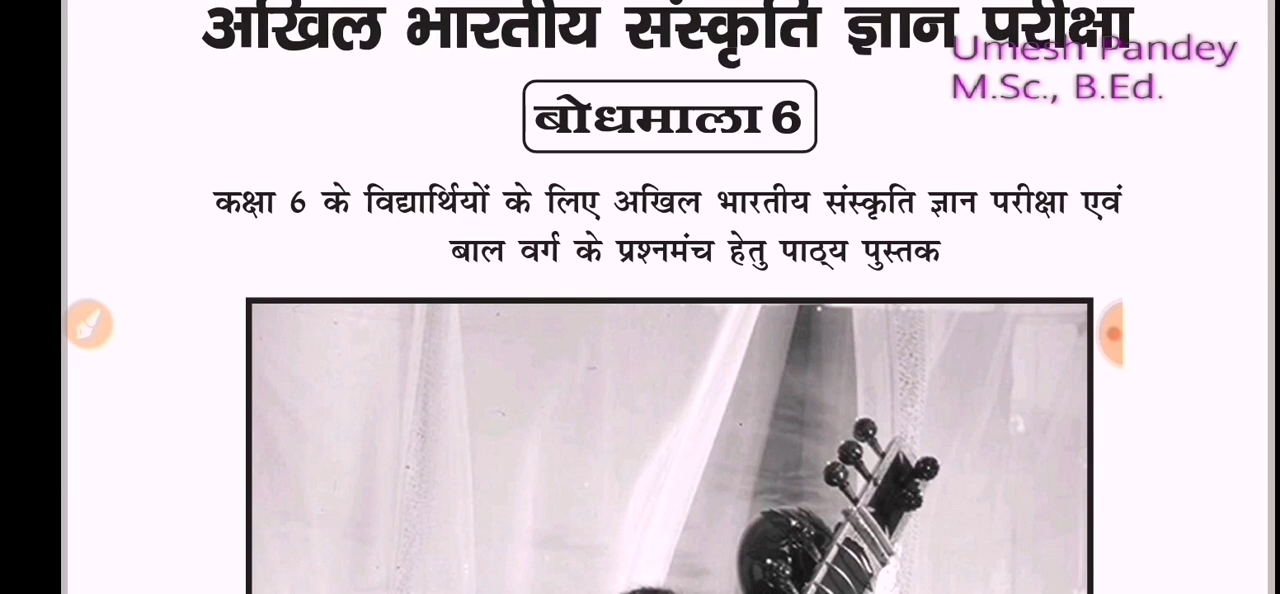 अखिल भारतीय संस्कृति ज्ञान परीक्षा
Umesh Pandey
M.Sc., B.Ed.
बोधमाला 6
कक्षा 6 के विद्यार्थियों के लिए अखिल भारतीय संस्कृति ज्ञान परीक्षा एवं
बाल वर्ग के प्रश्नमंच हेतु पाठ्य पुस्तक